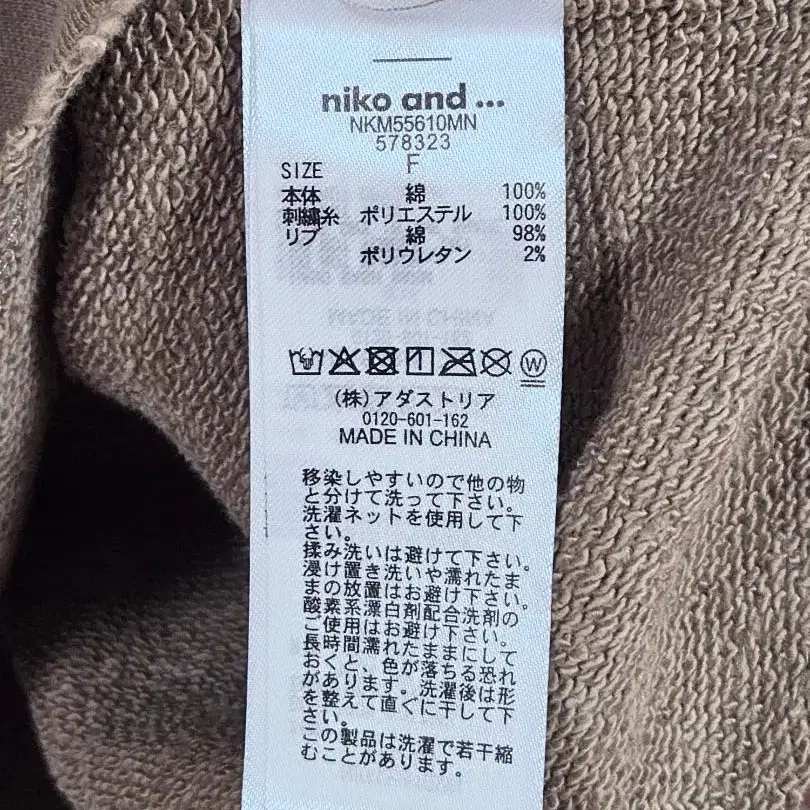 niko and ...
NKM55610MN
578323
SIZE F
本体 綿 100%
刺繍糸 ポリエステル 100%
リブ 綿 98%
ポリウレタン 2%
W
(株)アダストリア
0120-601-162
MADE IN CHINA
移染しやすいので他の物
と分けて洗って下さい。
洗濯ネットを使用して下
さい。
揉み洗いは避けて下さい。
浸け置き洗いや濡れたま
まの放置はお避け下さい。
酸素系漂白剤配合洗剤の
ご使用はお避け下さい。
長時間濡れたままにして
おくと、色が落ちる恐れ
があります。洗濯後は形
を整えて直ぐに干して下
さい。
この製品は洗濯で若干縮
むことがあります。